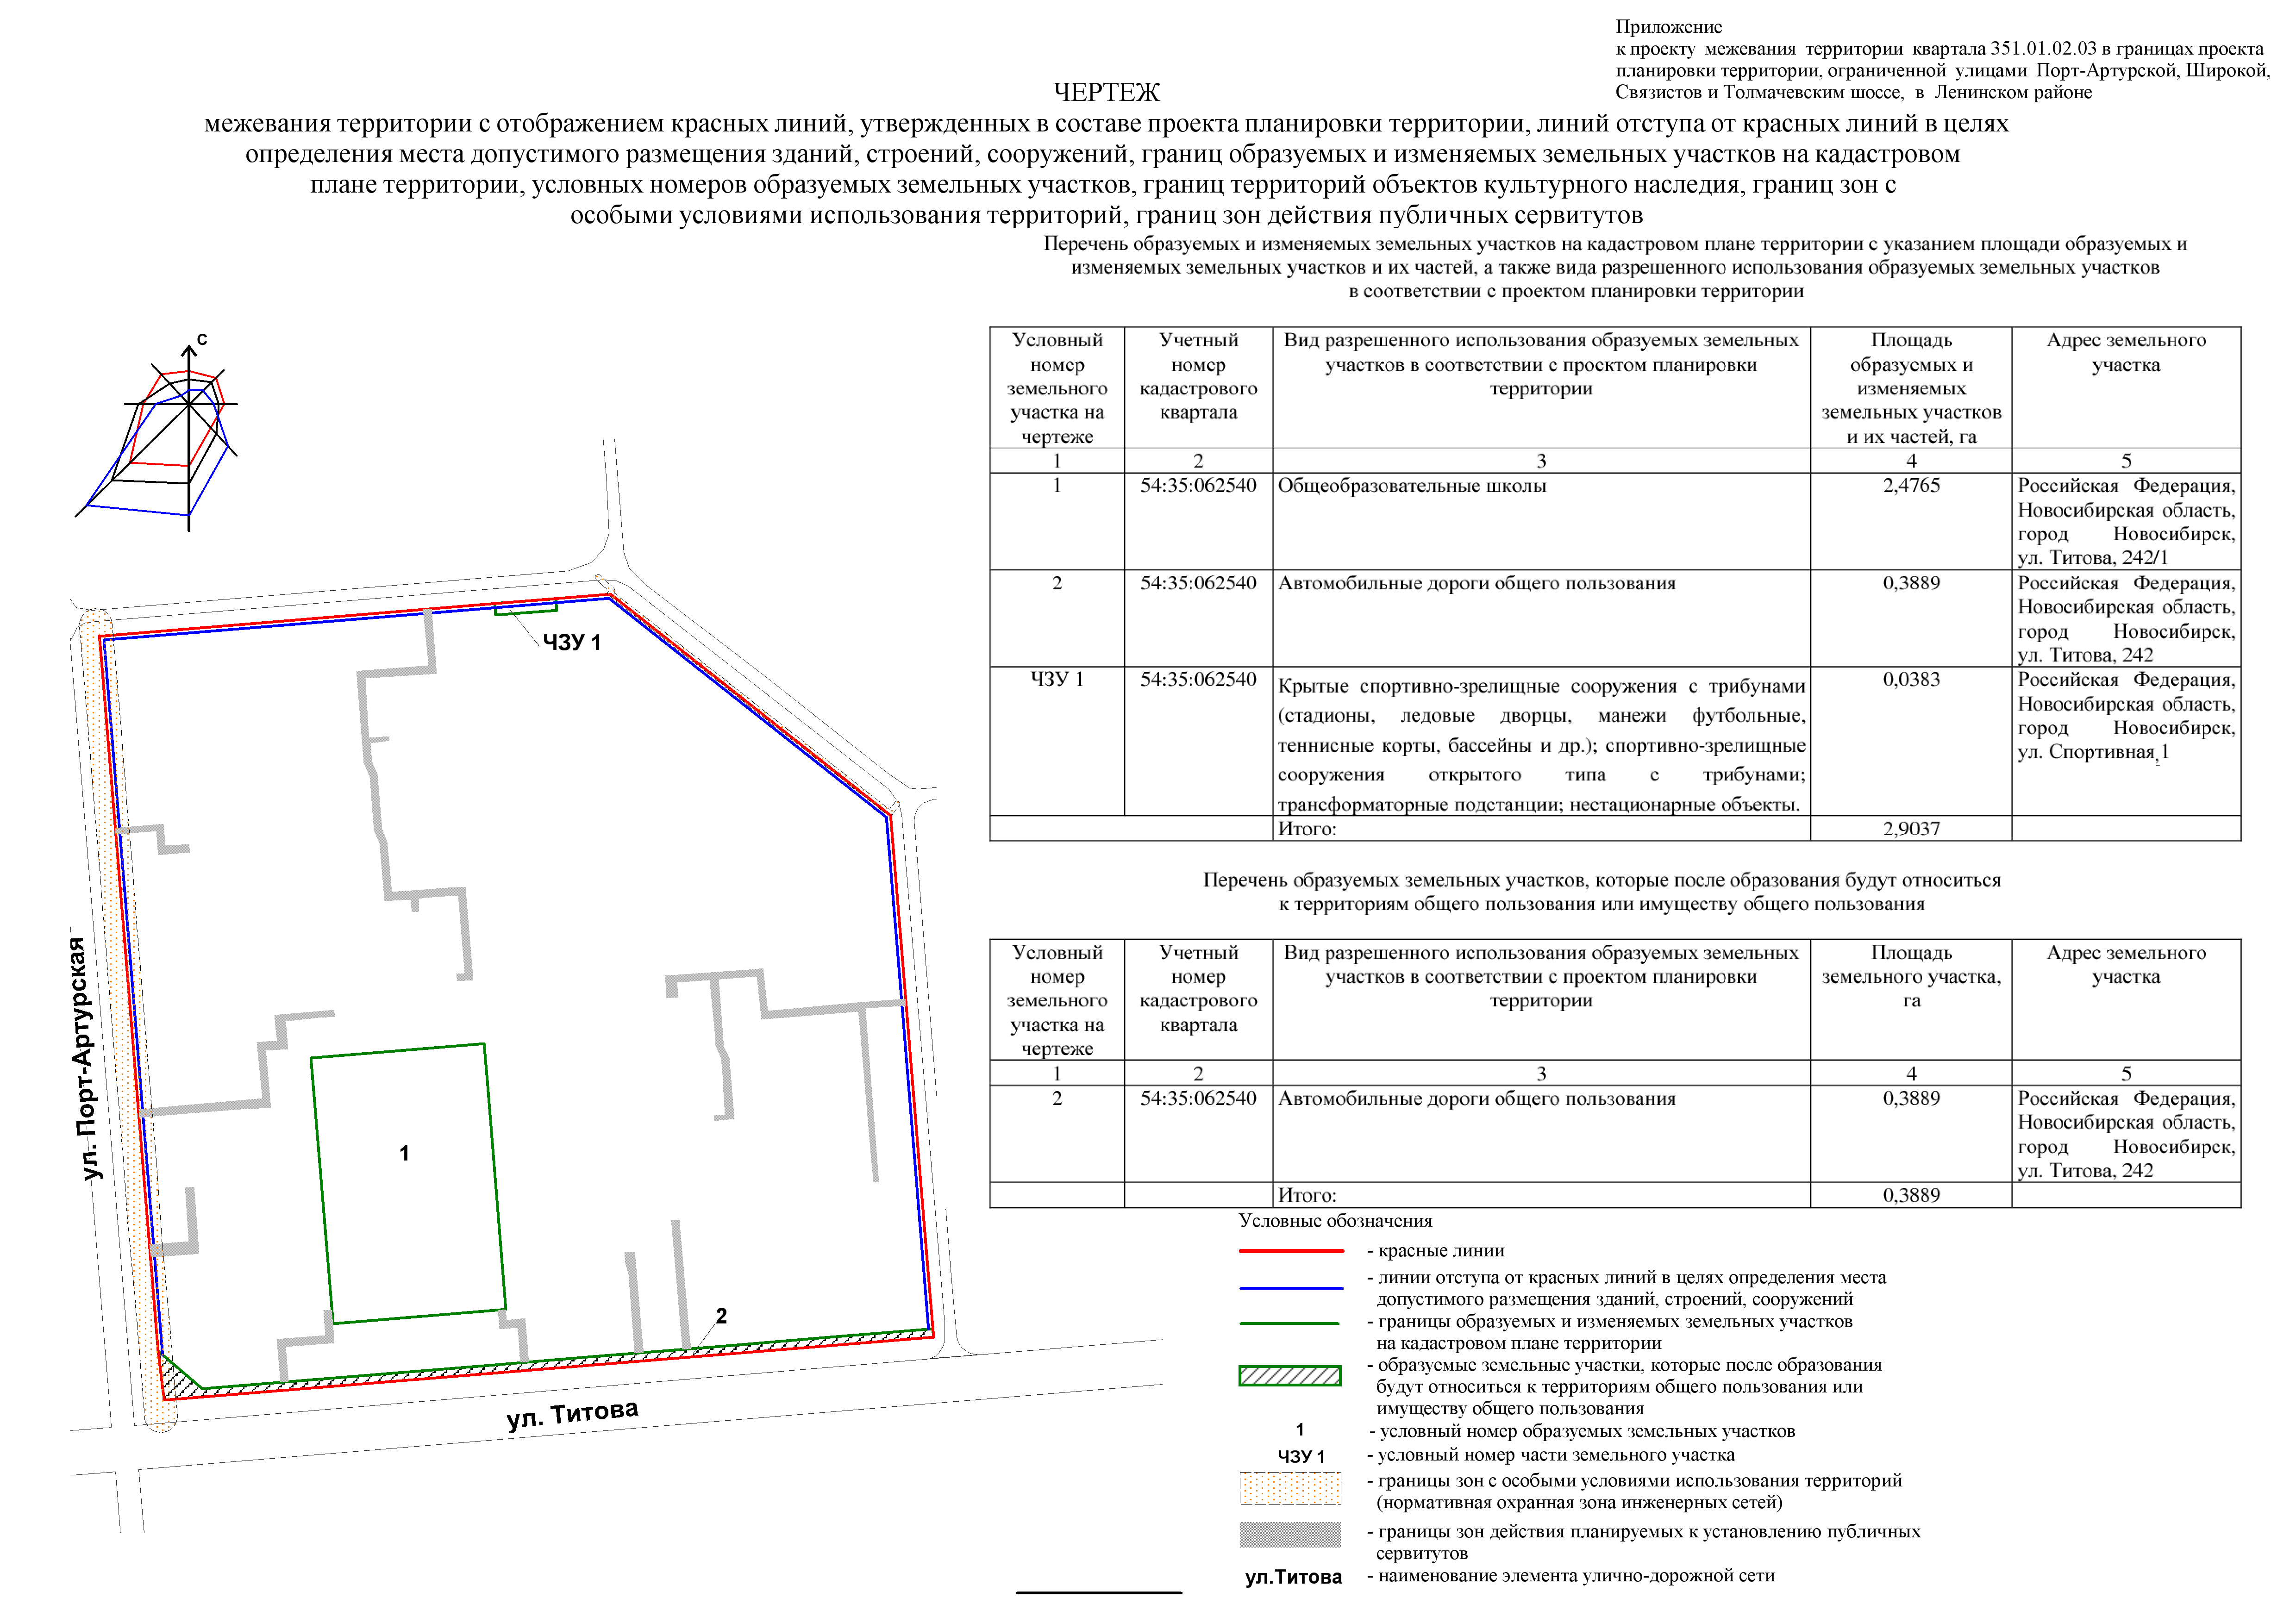 Приложение
к проекту межевания территории квартала 351.01.02.03 в границах проекта
планировки территории, ограниченной улицами Порт-Артурской, Широкой,
Связистов и Толмачевским шоссе, в Ленинском районе
ЧЕРТЕЖ
межевания территории с отображением красных линий, утвержденных в составе проекта планировки территории, линий отступа от красных линий в целях
определения места допустимого размещения зданий, строений, сооружений, границ образуемых и изменяемых земельных участков на кадастровом
плане территории, условных номеров образуемых земельных участков, границ территорий объектов культурного наследия, границ зон с
особыми условиями использования территорий, границ зон действия публичных сервитутов
Перечень образуемых и изменяемых земельных участков на кадастровом плане территории с указанием площади образуемых и
изменяемых земельных участков и их частей, а также вида разрешенного использования образуемых земельных участков
в соответствии с проектом планировки территории
Условный
номер
земельного
участка на
чертеже
Учетный
номер
кадастрового
квартала
Вид разрешенного использования образуемых земельных
участков в соответствии с проектом планировки
территории
Площадь
образуемых и
изменяемых
земельных участков
и их частей, га
Адрес земельного
участка
1 2 3 4 5
1
54:35:062540
Общеобразовательные школы
2,4765
Российская Федерация,
Новосибирская область,
город Новосибирск,
ул. Титова, 242/1
2
54:35:062540
Автомобильные дороги общего пользования
0,3889
Российская Федерация,
Новосибирская область,
город Новосибирск,
ул. Титова, 242
ЧЗУ 1
54:35:062540
Крытые спортивно-зрелищные сооружения с трибунами
(стадионы, ледовые дворцы, манежи футбольные,
теннисные корты, бассейны и др.); спортивно-зрелищные
сооружения открытого типа с трибунами;
трансформаторные подстанции; нестационарные объекты.
0,0383
Российская Федерация,
Новосибирская область,
город Новосибирск,
ул. Спортивная,1
Итого: 2,9037
Перечень образуемых земельных участков, которые после образования будут относиться
к территориям общего пользования или имуществу общего пользования
Условный
номер
земельного
участка на
чертеже
Учетный
номер
кадастрового
квартала
Вид разрешенного использования образуемых земельных
участков в соответствии с проектом планировки
территории
Площадь
земельного участка,
га
Адрес земельного
участка
1 2 3 4 5
2
54:35:062540
Автомобильные дороги общего пользования
0,3889
Российская Федерация,
Новосибирская область,
город Новосибирск,
ул. Титова, 242
Итого: 0,3889
С
ЧЗУ 1
ул. Порт-Артурская
1
2
ул. Титова
Условные обозначения
- красные линии
- линии отступа от красных линий в целях определения места
допустимого размещения зданий, строений, сооружений
- границы образуемых и изменяемых земельных участков
на кадастровом плане территории
- образуемые земельные участки, которые после образования
будут относиться к территориям общего пользования или
имуществу общего пользования
1 - условный номер образуемых земельных участков
ЧЗУ 1 - условный номер части земельного участка
- границы зон с особыми условиями использования территорий
(нормативная охранная зона инженерных сетей)
- границы зон действия планируемых к установлению публичных
сервитутов
ул.Титова - наименование элемента улично-дорожной сети